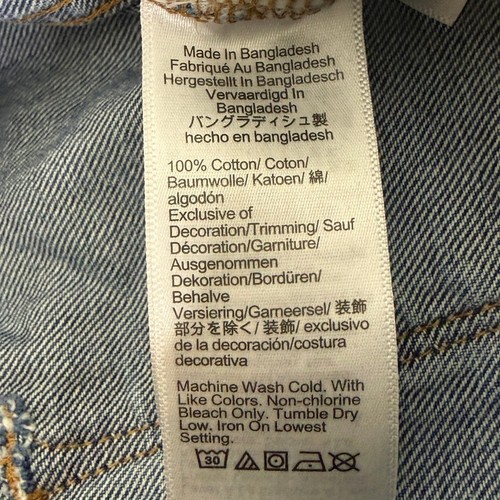 Made In Bangladesh
Fabriqué Au Bangladesh
Hergestellt In Bangladesch
Vervaardigd In
Bangladesh
バングラディシュ製
hecho en bangladesh
100% Cotton/ Coton/
Baumwolle/ Katoen/ 綿/
algodón
Exclusive of
Decoration/Trimming/ Sauf
Décoration/Garniture/
Ausgenommen
Dekoration/Bordüren/
Behalve
Versiering/Garneersel/ 装飾
部分を除く/ 装飾/ exclusivo
de la decoración/costura
decorativa
Machine Wash Cold. With
Like Colors. Non-chlorine
Bleach Only. Tumble Dry
Low. Iron On Lowest
Setting.
30